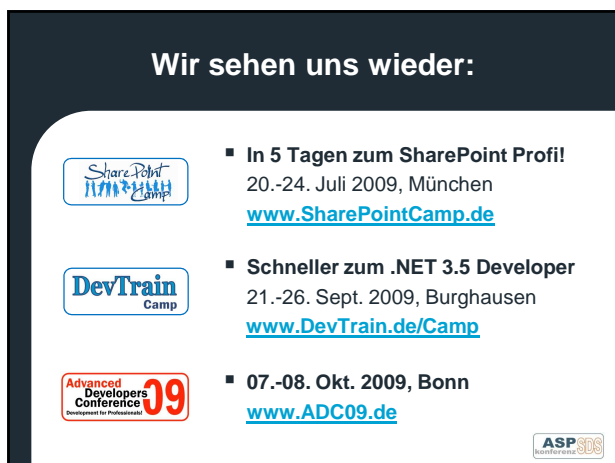 Wir sehen uns wieder:
SharePoint
Camp
In 5 Tagen zum SharePoint Profi!
20.-24. Juli 2009, München
www.SharePointCamp.de
DevTrain
Camp
Schneller zum .NET 3.5 Developer
21.-26. Sept. 2009, Burghausen
www.DevTrain.de/Camp
Advanced
Developers
Conference 09
Development for Professionals!
07.-08. Okt. 2009, Bonn
www.ADC09.de
ASP SDS
konferenz